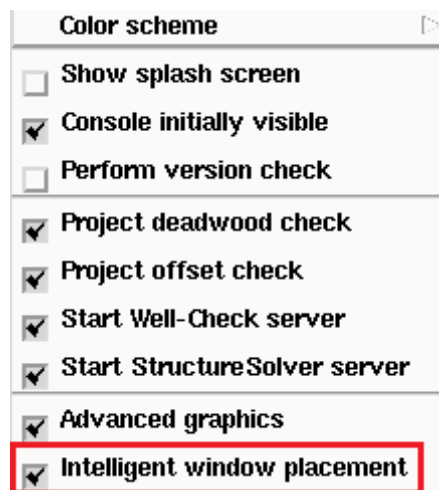 Color scheme
Show splash screen
Console initially visible
Perform version check
Project deadwood check
Project offset check
Start Well-Check server
Start StructureSolver server
Advanced graphics
Intelligent window placement